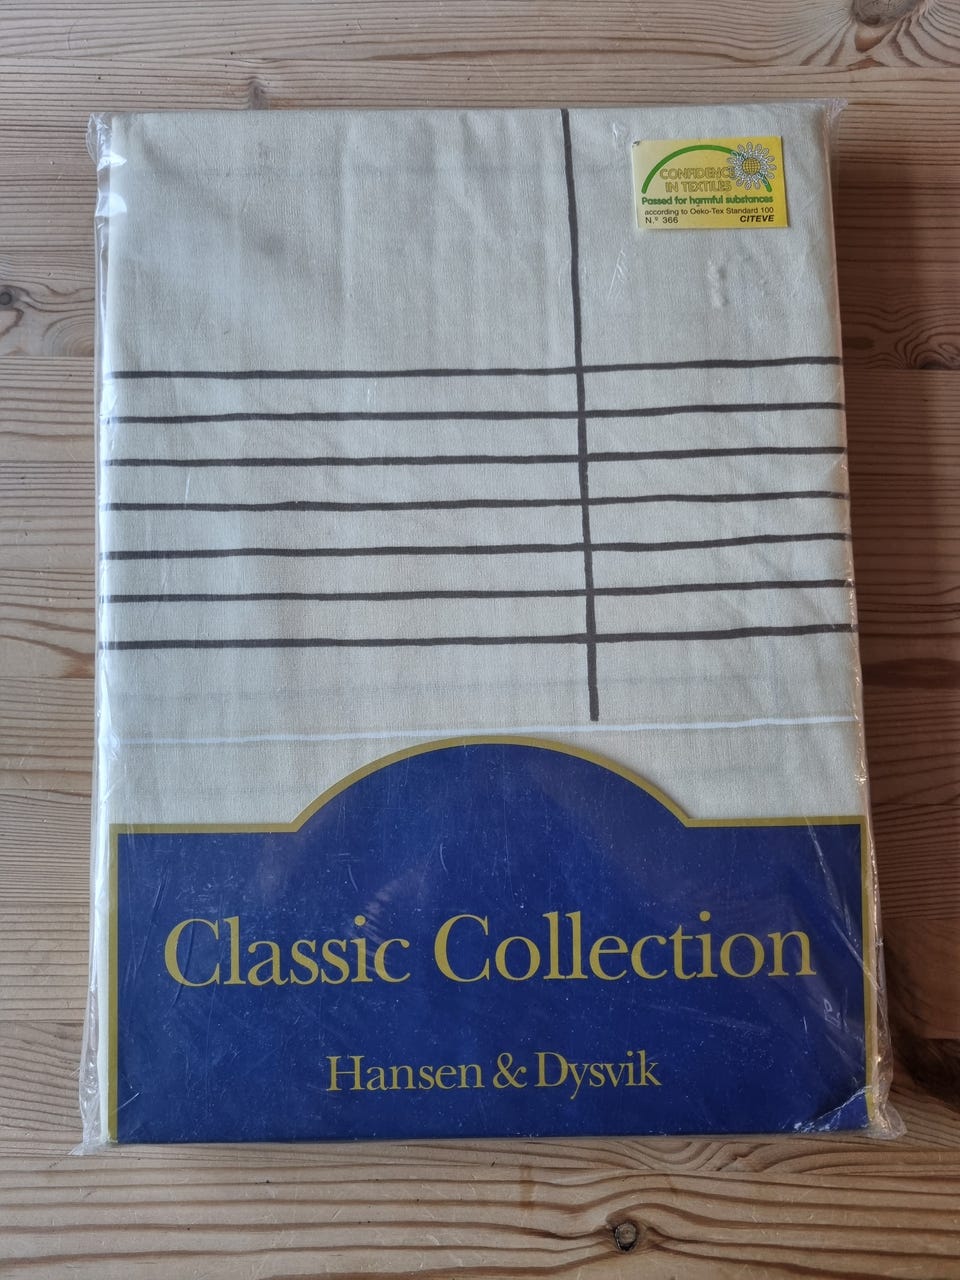 CONFIDENCE
IN TEXTILES
Passed for harmful substances
according to Oeko-Tex Standard 100
N.º 366 CITEVE
Classic Collection
Hansen & Dysvik